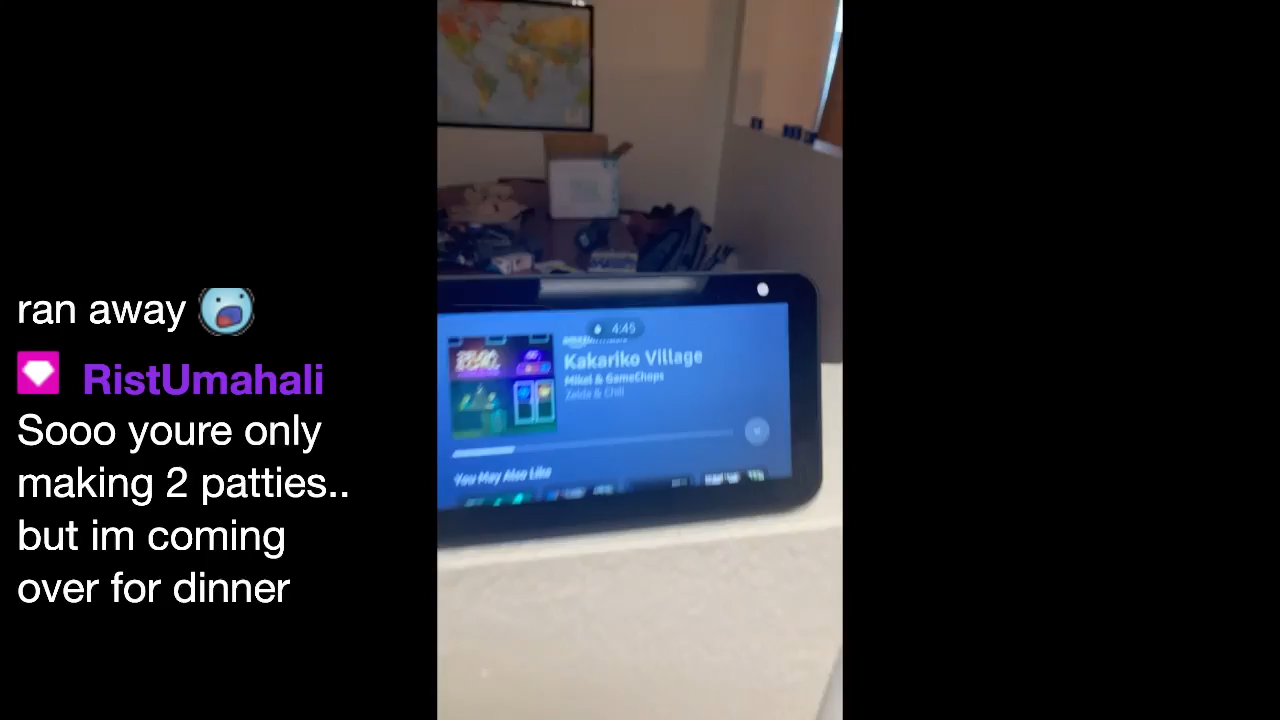 ran away
RistUmahali
Sooo youre only
making 2 patties..
but im coming
over for dinner
4:45
Kakariko Village
Mikel & GameChops
Zelda & Chill
You May Also Like